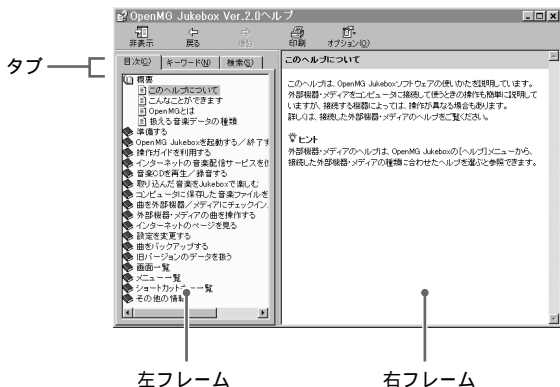 OpenMG Jukebox Ver.2.0ヘルプ
非表示 戻る 進む 印刷 オプション(O)
タブ
目次(C) キーワード(N) 検索(S)
概要
このヘルプについて
こんなことができます
OpenMGとは
扱える音楽データの種類
準備する
OpenMG Jukeboxを起動する／終了す
操作ガイドを利用する
インターネットの音楽配信サービスを使
音楽CDを再生／録音する
取り込んだ音楽をJukeboxで楽しむ
コンピュータに保存した音楽ファイルを
曲を外部機器／メディアにチェックイン、
外部機器・メディアの曲を操作する
インターネットのページを見る
設定を変更する
曲をバックアップする
旧バージョンのデータを扱う
画面一覧
メニュー一覧
ショートカットキー一覧
その他の情報
このヘルプについて
このヘルプは、OpenMG Jukeboxソフトウェアの使いかたを説明しています。
外部機器・メディアをコンピュータに接続して使うときの操作も簡単に説明して
いますが、接続する機器によっては、操作が異なる場合もあります。
詳しくは、接続した外部機器・メディアのヘルプをご覧ください。
ヒント
外部機器・メディアのヘルプは、OpenMG Jukeboxの［ヘルプ］メニューから、
接続した外部機器・メディアの種類に合わせたヘルプを選ぶと参照できます。
左フレーム
右フレーム